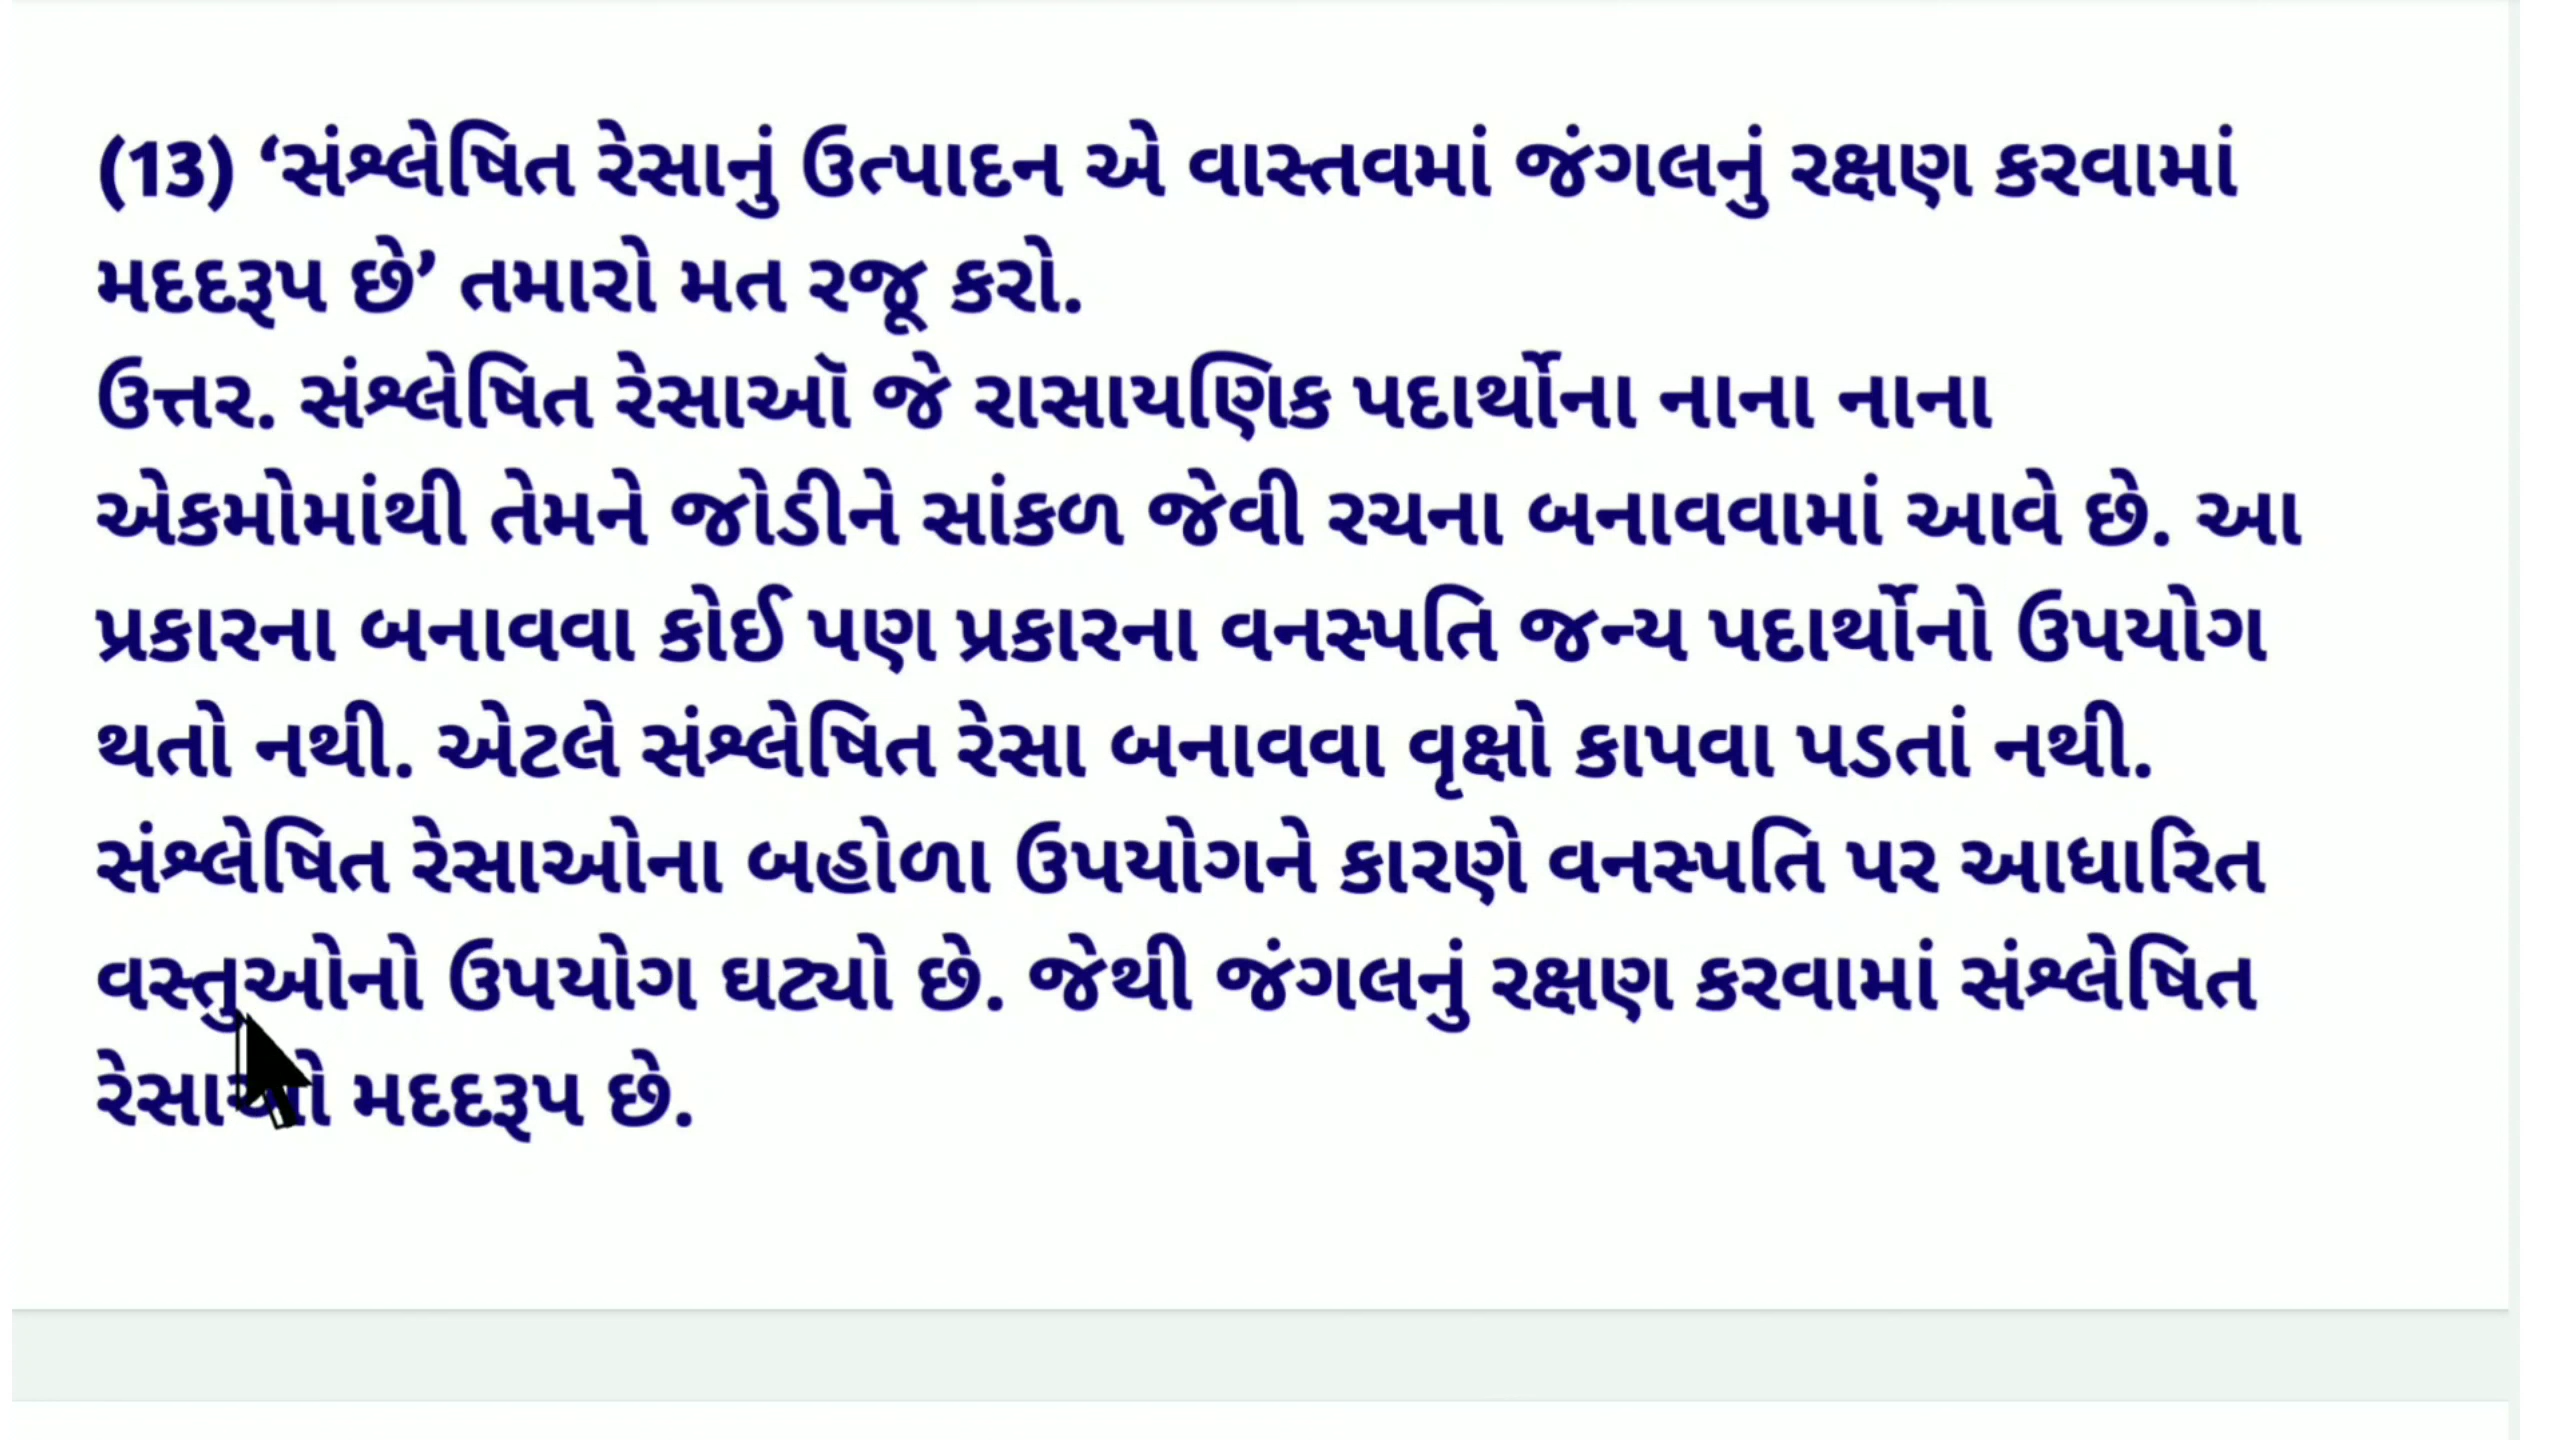 (13) ‘સંશ્લેષિત રેસાનું ઉત્પાદન એ વાસ્તવમાં જંગલનું રક્ષણ કરવામાં
મદદરૂપ છે’ તમારો મત રજૂ કરો.
ઉત્તર. સંશ્લેષિત રેસાઑ જે રાસાયણિક પદાર્થોના નાના નાના
એકમોમાંથી તેમને જોડીને સાંકળ જેવી રચના બનાવવામાં આવે છે. આ
પ્રકારના બનાવવા કોઈ પણ પ્રકારના વનસ્પતિ જન્ય પદાર્થોનો ઉપયોગ
થતો નથી. એટલે સંશ્લેષિત રેસા બનાવવા વૃક્ષો કાપવા પડતાં નથી.
સંશ્લેષિત રેસાઓના બહોળા ઉપયોગને કારણે વનસ્પતિ પર આધારિત
વસ્તુઓનો ઉપયોગ ઘટ્યો છે. જેથી જંગલનું રક્ષણ કરવામાં સંશ્લેષિત
રેસાઓ મદદરૂપ છે.